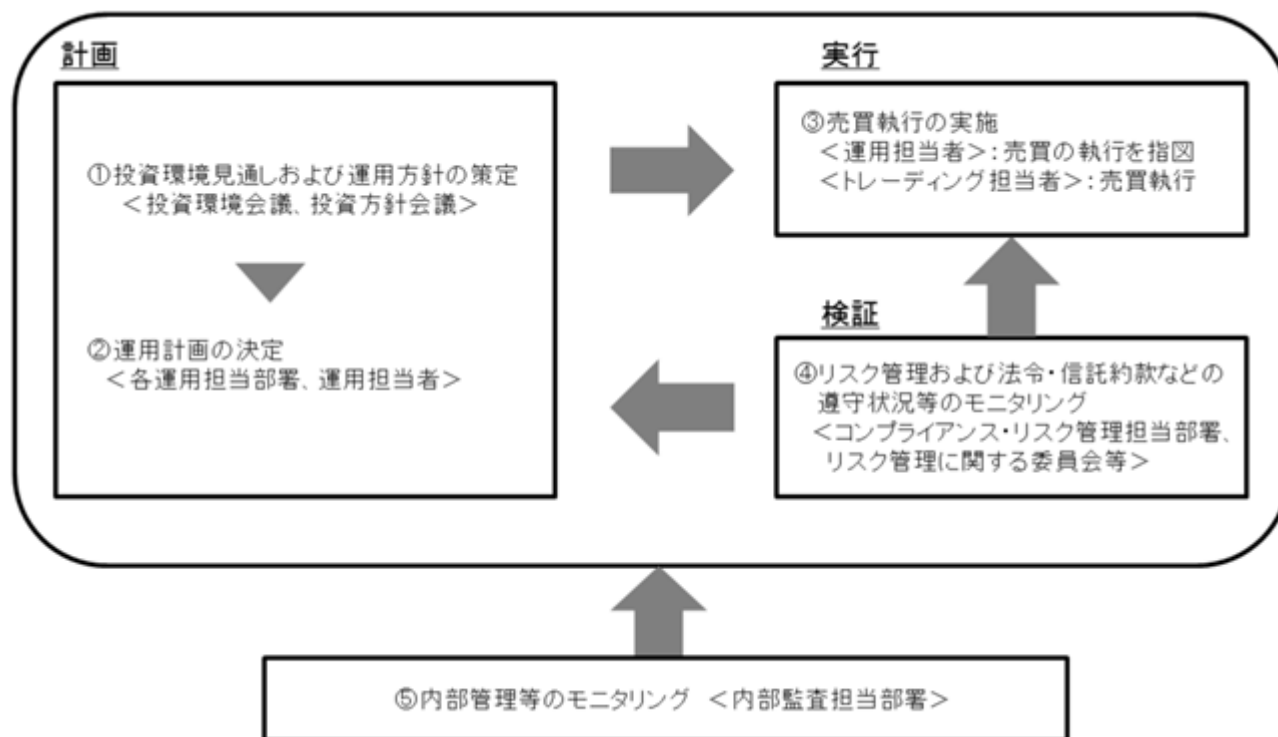 計画
①投資環境見通しおよび運用方針の策定
＜投資環境会議、投資方針会議＞
②運用計画の決定
＜各運用担当部署、運用担当者＞
実行
③売買執行の実施
＜運用担当者＞：売買の執行を指図
＜トレーディング担当者＞：売買執行
検証
④リスク管理および法令・信託約款などの
遵守状況等のモニタリング
＜コンプライアンス・リスク管理担当部署、
リスク管理に関する委員会等＞
⑤内部管理等のモニタリング ＜内部監査担当部署＞